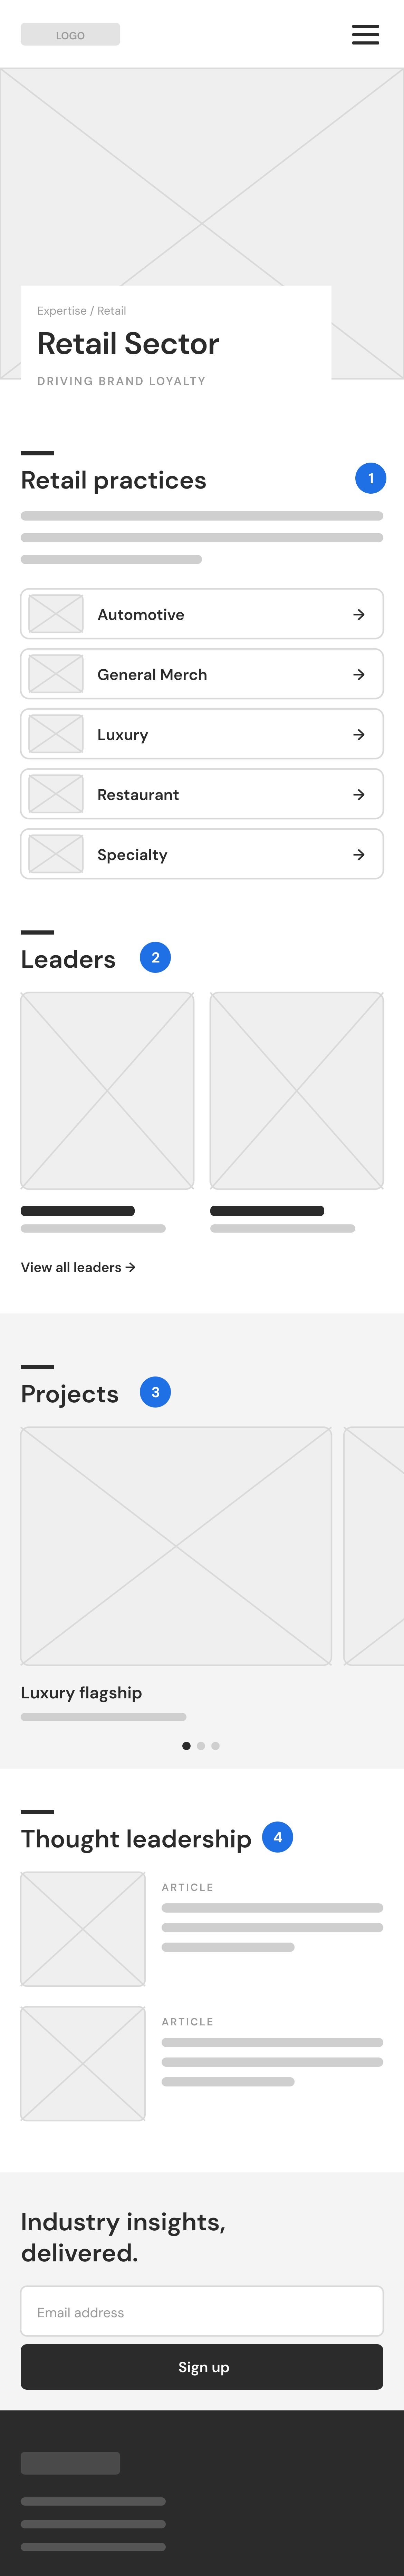 LOGO
Expertise / Retail
Retail Sector
DRIVING BRAND LOYALTY
Retail practices
1
Automotive →
General Merch →
Luxury →
Restaurant →
Specialty →
Leaders
2
View all leaders →
Projects
3
Luxury flagship
Thought leadership
4
ARTICLE
ARTICLE
Industry insights,
delivered.
Email address
Sign up